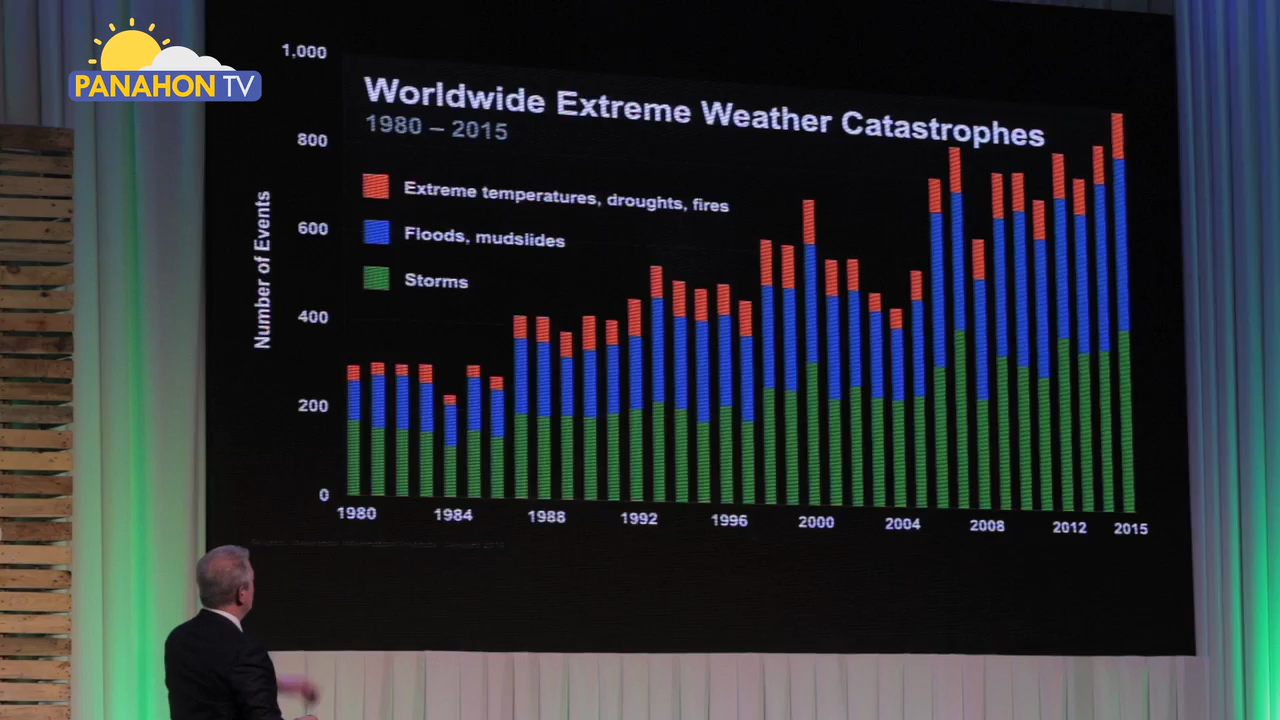 PANAHON TV
1,000
Worldwide Extreme Weather Catastrophes
1980 – 2015
800
Extreme temperatures, droughts, fires
600
Floods, mudslides
Storms
400
200
0
Number of Events
1980 1984 1988 1992 1996 2000 2004 2008 2012 2015